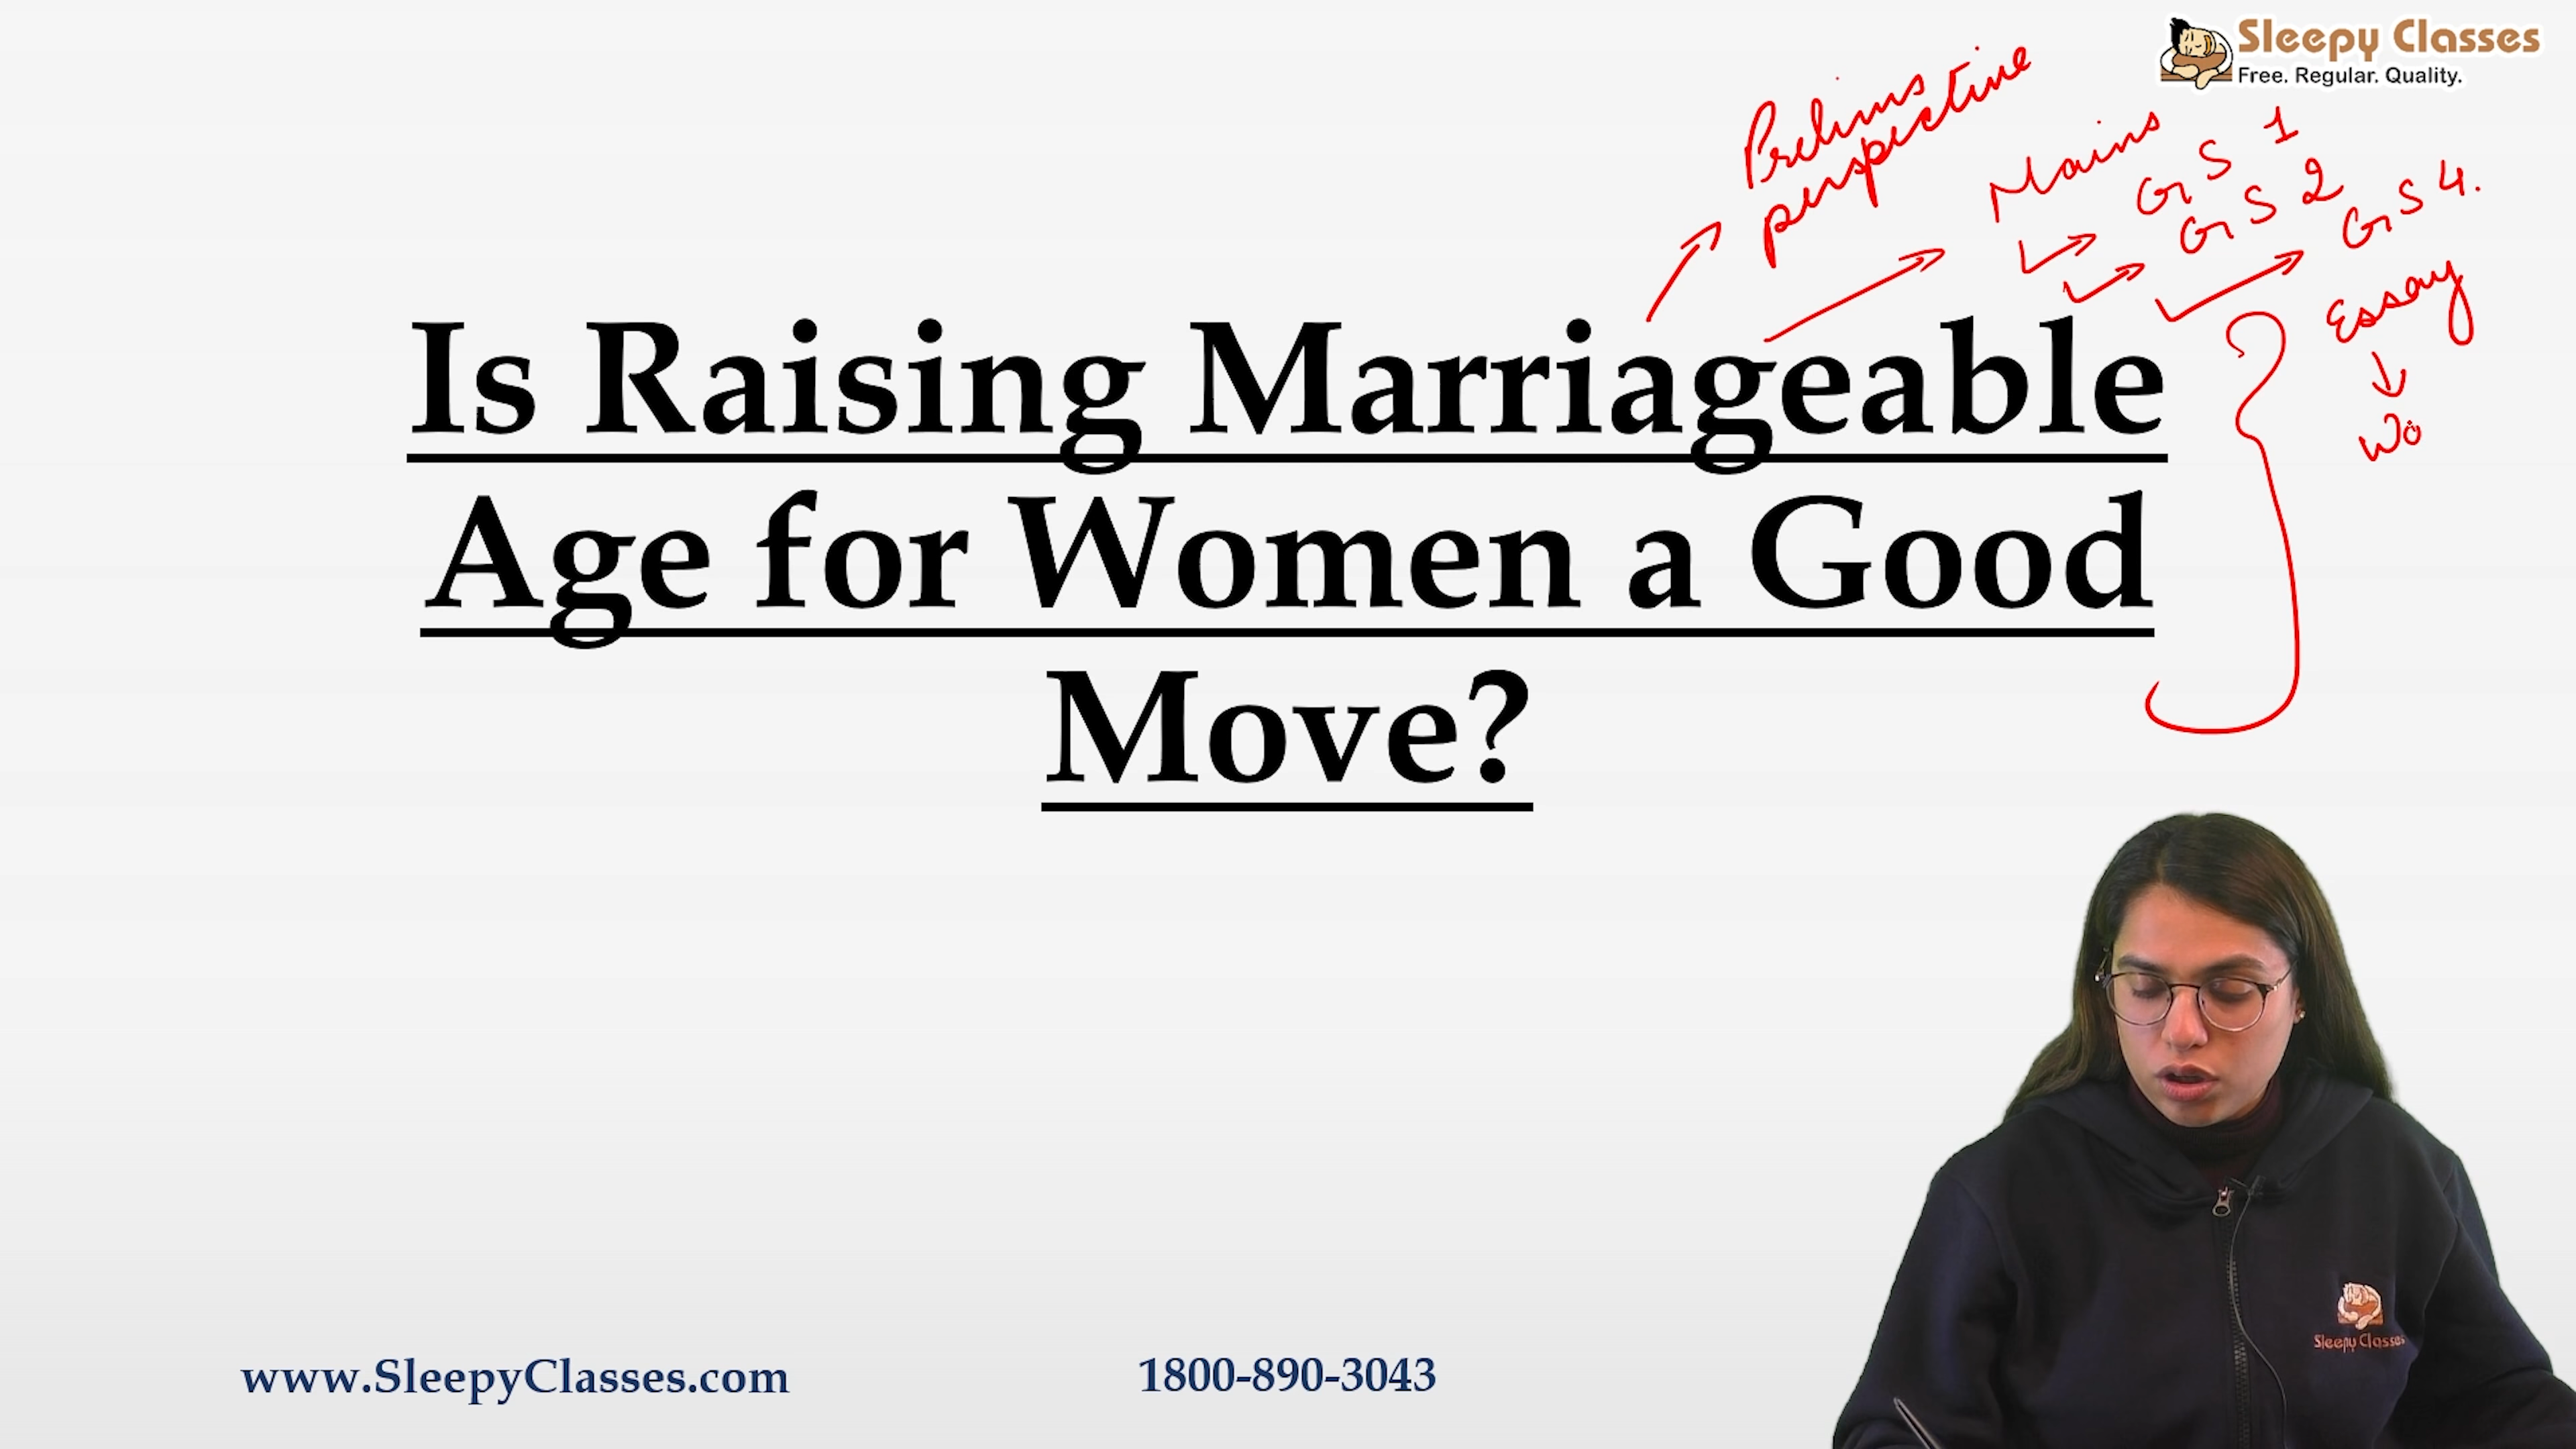 Sleepy Classes
Free. Regular. Quality.
Prelims
perspective
Mains
GS 1
GS 2
GS 4.
Essay
Wo
Is Raising Marriageable
Age for Women a Good
Move?
Sleepy Classes
www.SleepyClasses.com
1800-890-3043